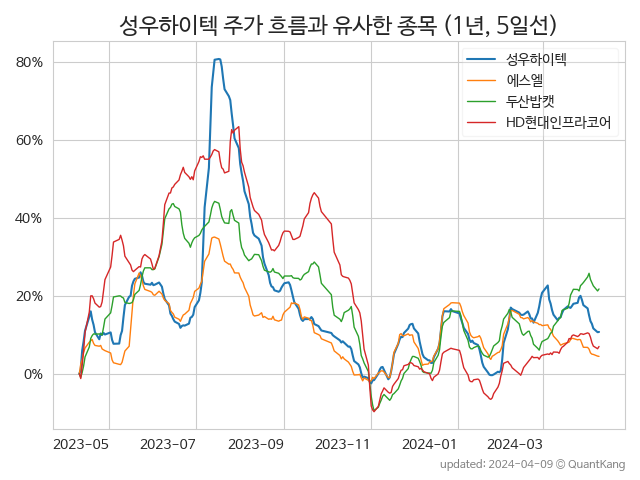 성우하이텍 주가 흐름과 유사한 종목 (1년, 5일선)
성우하이텍
에스엘
두산밥캣
HD현대인프라코어
80%
60%
40%
20%
0%
2023-05 2023-07 2023-09 2023-11 2024-01 2024-03
updated: 2024-04-09 © QuantKang